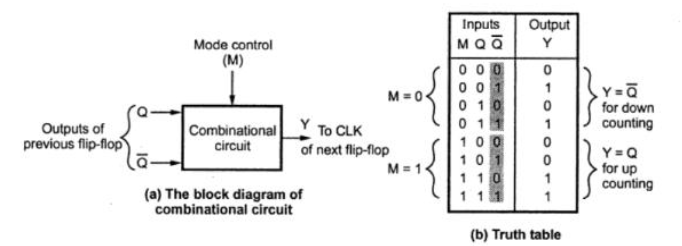 Mode control
(M)
Outputs of
previous flip-flop
Q
Q̅
Combinational
circuit
Y
To CLK
of next flip-flop
(a) The block diagram of
combinational circuit
Inputs Output
M Q Q̅ Y
M = 0
0 0 0 0
0 0 1 1
0 1 0 0
0 1 1 1
Y = Q̅
for down
counting
M = 1
1 0 0 0
1 0 1 0
1 1 0 1
1 1 1 1
Y = Q
for up
counting
(b) Truth table